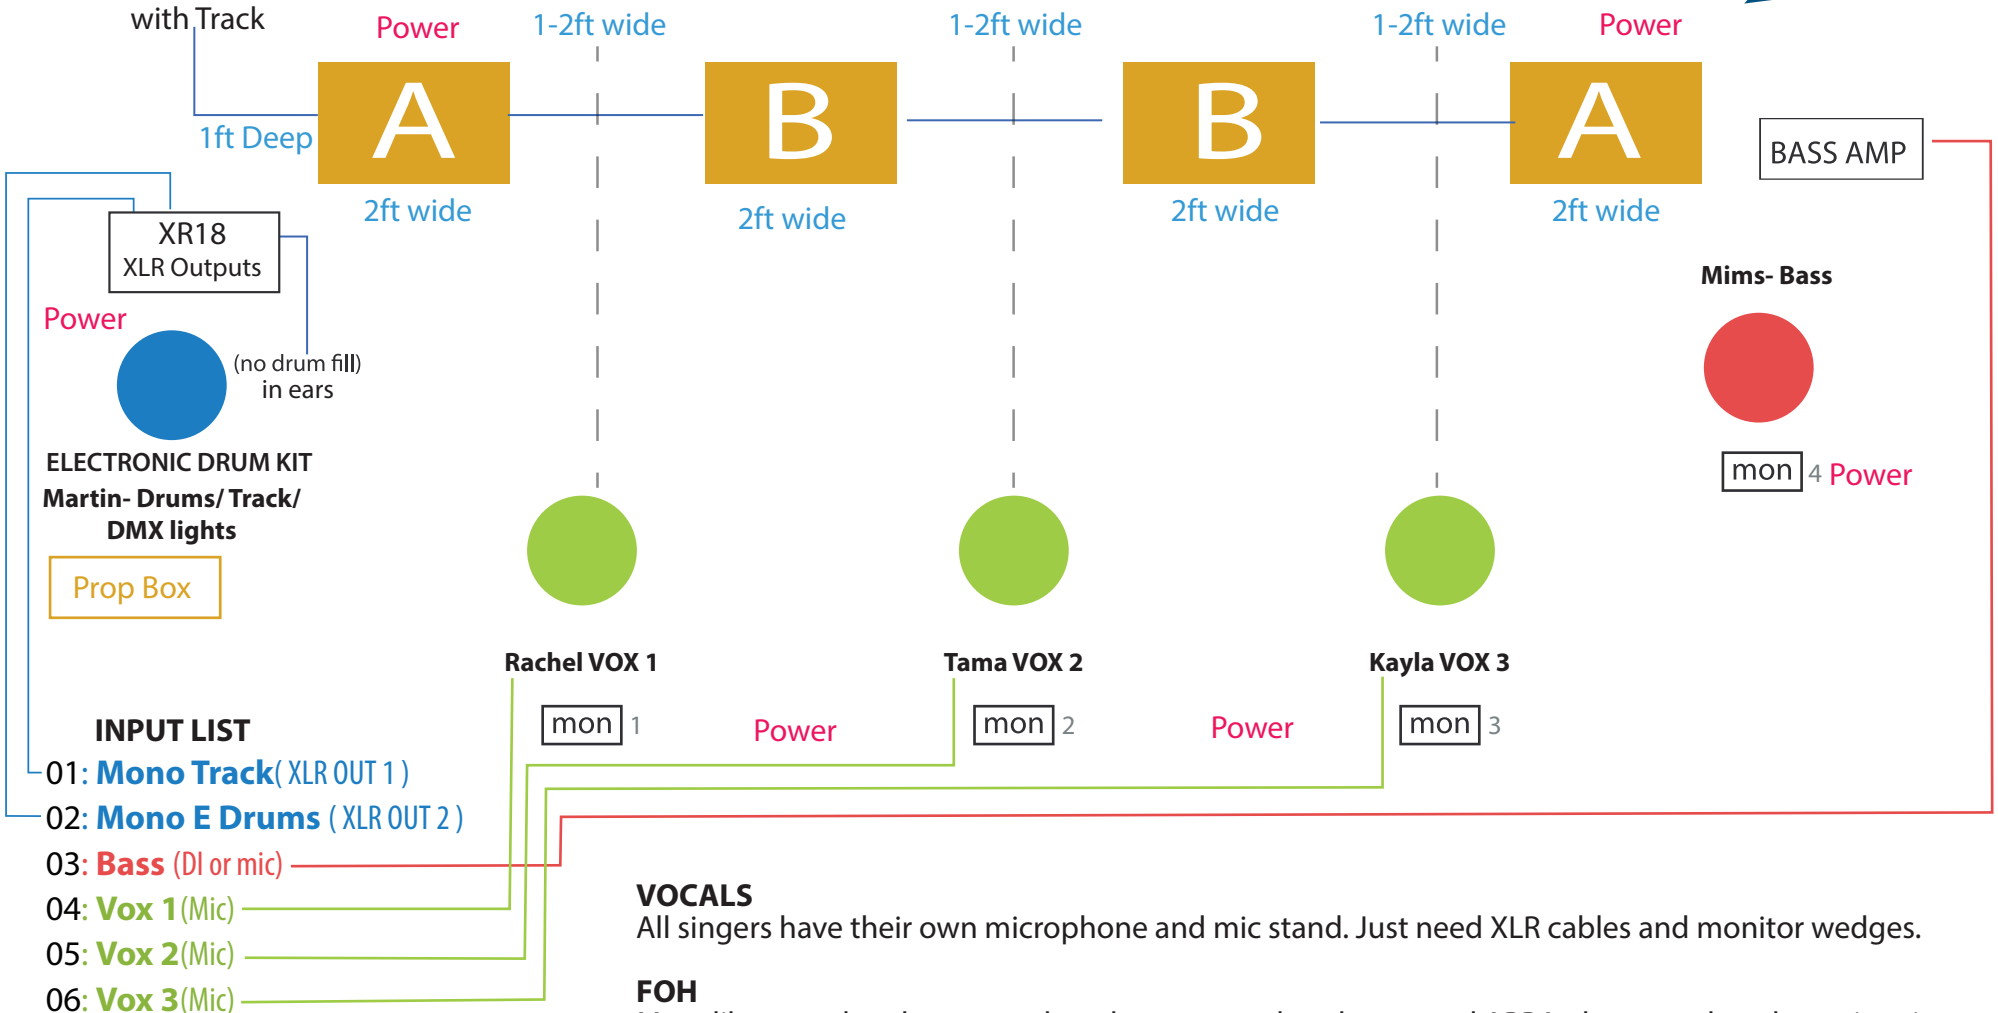 with Track
Power
1-2ft wide
1-2ft wide
1-2ft wide
Power
A
B
B
A
1ft Deep
BASS AMP
2ft wide
2ft wide
2ft wide
2ft wide
XR18
XLR Outputs
Mims- Bass
Power
(no drum fill)
in ears
ELECTRONIC DRUM KIT
mon 4 Power
Martin- Drums/ Track/
DMX lights
Prop Box
Rachel VOX 1
Tama VOX 2
Kayla VOX 3
mon 1
Power
mon 2
Power
mon 3
INPUT LIST
01: Mono Track( XLR OUT 1 )
02: Mono E Drums ( XLR OUT 2 )
03: Bass (DI or mic)
04: Vox 1(Mic)
05: Vox 2(Mic)
06: Vox 3(Mic)
VOCALS
All singers have their own microphone and mic stand. Just need XLR cables and monitor wedges.
FOH